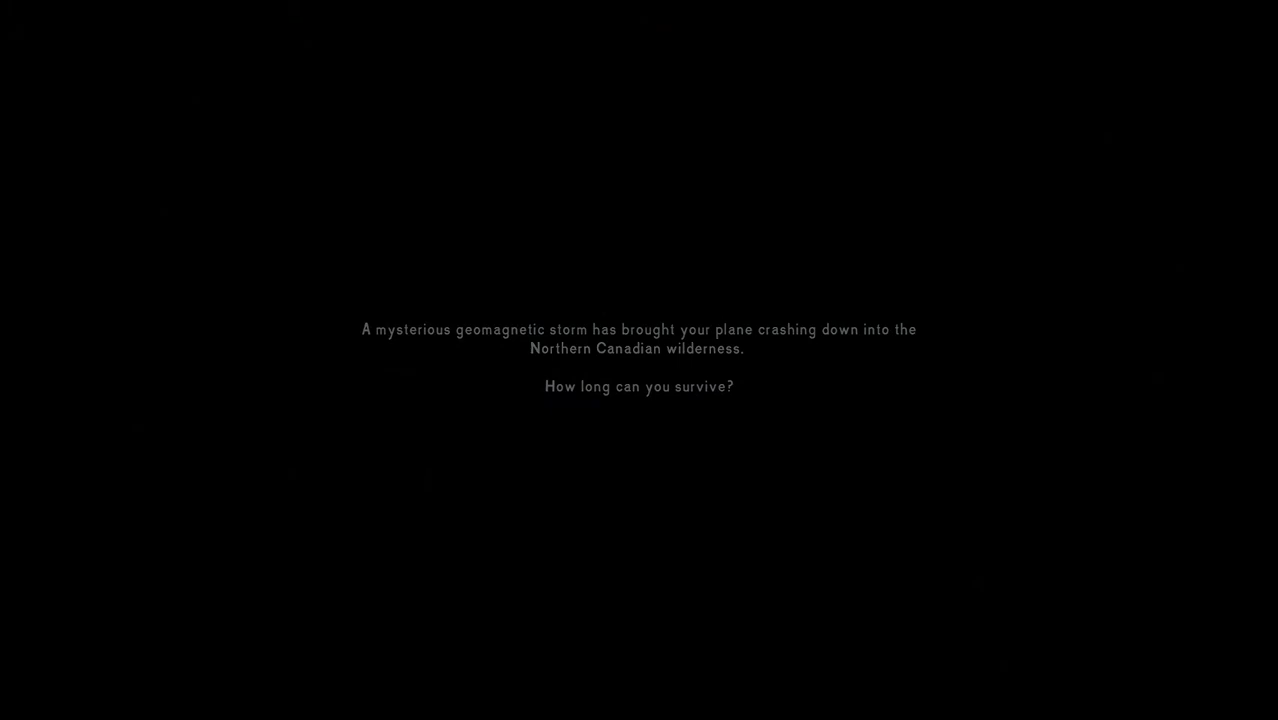 A mysterious geomagnetic storm has brought your plane crashing down into the
Northern Canadian wilderness.
How long can you survive?